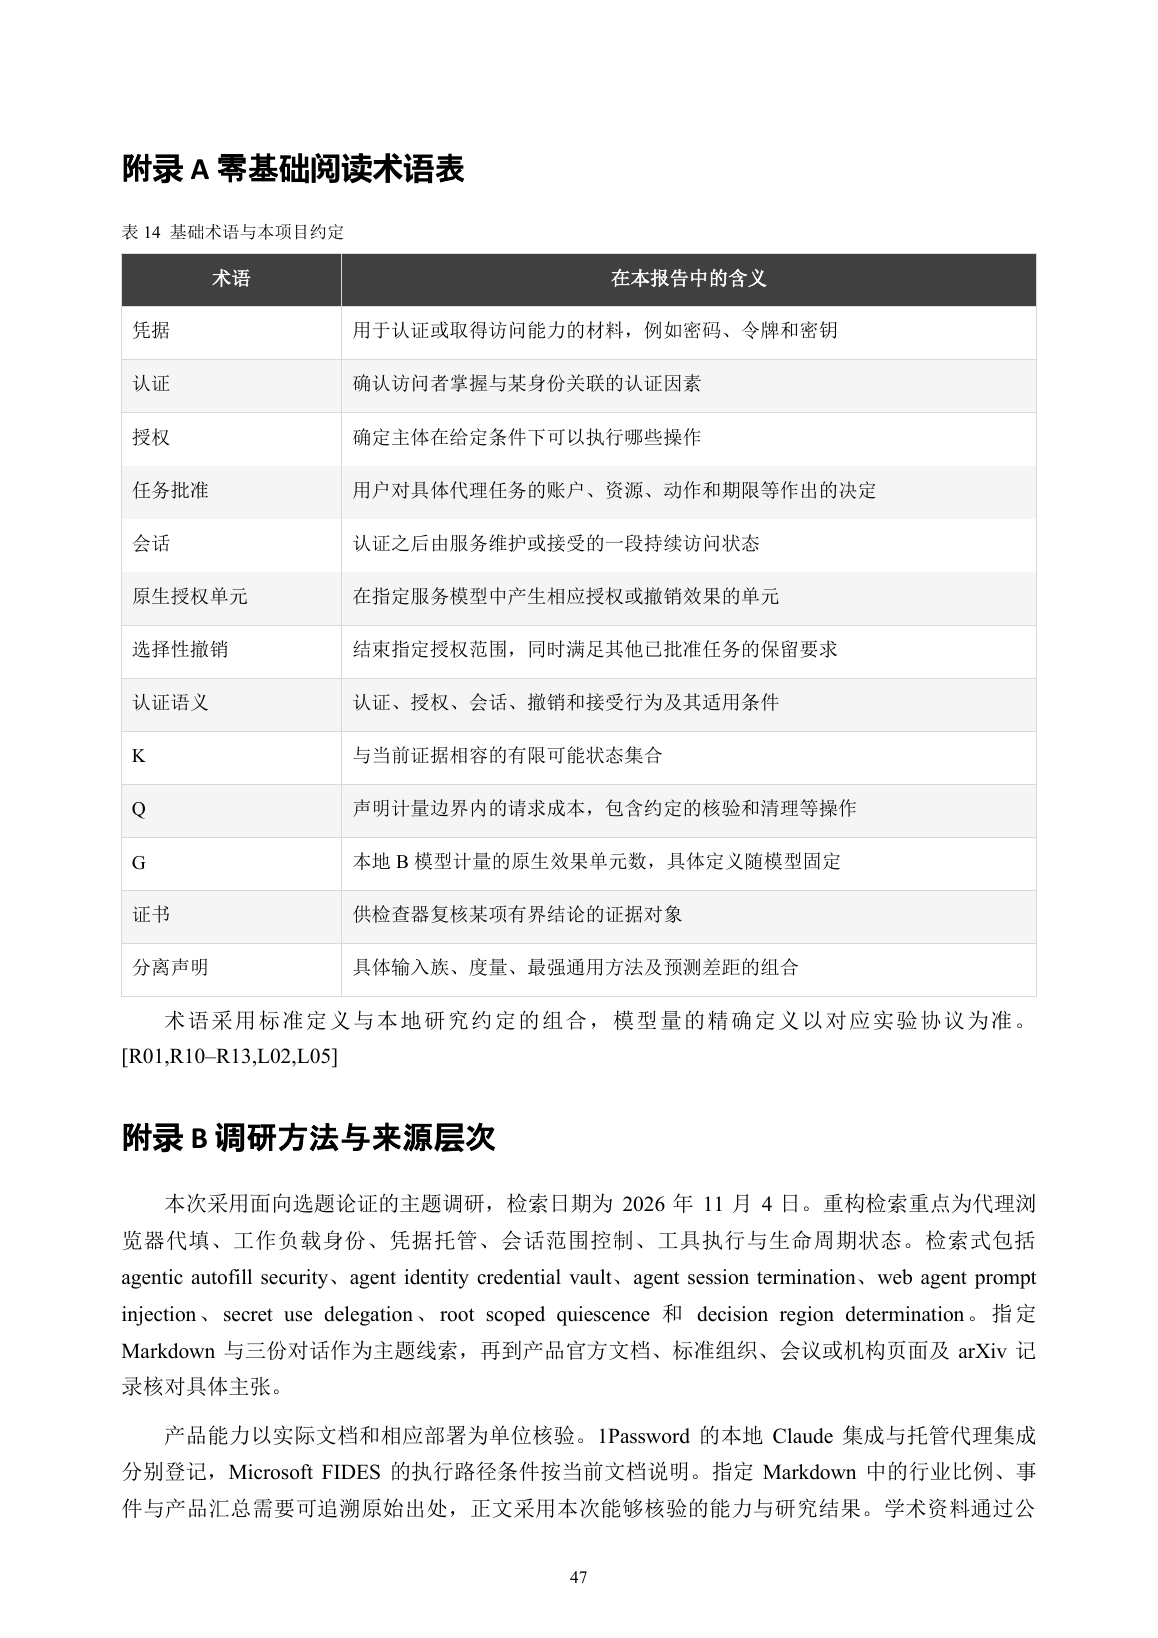 附录 A 零基础阅读术语表
表 14 基础术语与本项目约定
术语 在本报告中的含义
凭据 用于认证或取得访问能力的材料，例如密码、令牌和密钥
认证 确认访问者掌握与某身份关联的认证因素
授权 确定主体在给定条件下可以执行哪些操作
任务批准 用户对具体代理任务的账户、资源、动作和期限等作出的决定
会话 认证之后由服务维护或接受的一段持续访问状态
原生授权单元 在指定服务模型中产生相应授权或撤销效果的单元
选择性撤销 结束指定授权范围，同时满足其他已批准任务的保留要求
认证语义 认证、授权、会话、撤销和接受行为及其适用条件
K 与当前证据相容的有限可能状态集合
Q 声明计量边界内的请求成本，包含约定的核验和清理等操作
G 本地 B 模型计量的原生效果单元数，具体定义随模型固定
证书 供检查器复核某项有界结论的证据对象
分离声明 具体输入族、度量、最强通用方法及预测差距的组合
术语采用标准定义与本地研究约定的组合，模型量的精确定义以对应实验协议为准。
[R01,R10–R13,L02,L05]
附录 B 调研方法与来源层次
本次采用面向选题论证的主题调研，检索日期为 2026 年 11 月 4 日。重构检索重点为代理浏
览器代填、工作负载身份、凭据托管、会话范围控制、工具执行与生命周期状态。检索式包括
agentic autofill security、agent identity credential vault、agent session termination、web agent prompt
injection、secret use delegation、root scoped quiescence 和 decision region determination。指定
Markdown 与三份对话作为主题线索，再到产品官方文档、标准组织、会议或机构页面及 arXiv 记
录核对具体主张。
产品能力以实际文档和相应部署为单位核验。1Password 的本地 Claude 集成与托管代理集成
分别登记，Microsoft FIDES 的执行路径条件按当前文档说明。指定 Markdown 中的行业比例、事
件与产品汇总需要可追溯原始出处，正文采用本次能够核验的能力与研究结果。学术资料通过公
47